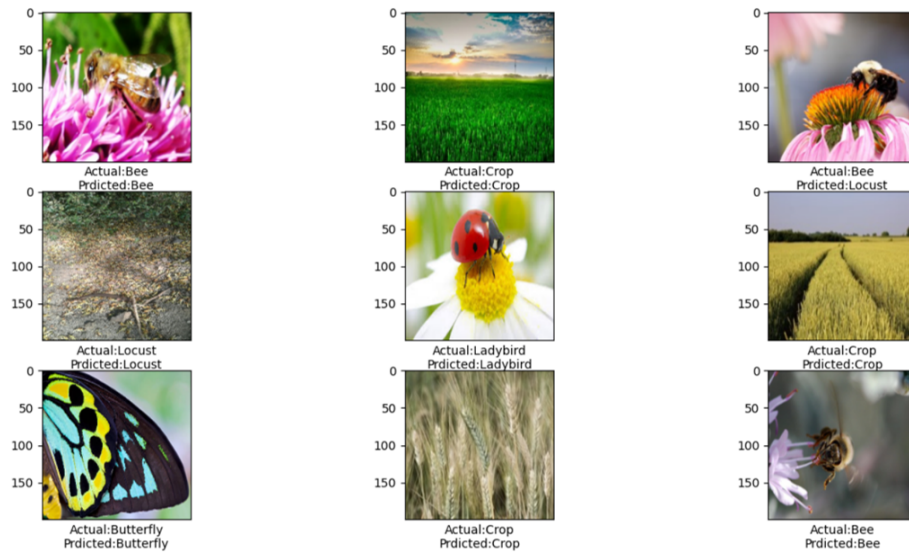 0
50
100
150
Actual:Bee
Prdicted:Bee
0
50
100
150
Actual:Crop
Prdicted:Crop
0
50
100
150
Actual:Bee
Prdicted:Locust
0
50
100
150
Actual:Locust
Prdicted:Locust
0
50
100
150
Actual:Ladybird
Prdicted:Ladybird
0
50
100
150
Actual:Crop
Prdicted:Crop
0
50
100
150
Actual:Butterfly
Prdicted:Butterfly
0
50
100
150
Actual:Crop
Prdicted:Crop
0
50
100
150
Actual:Bee
Prdicted:Bee